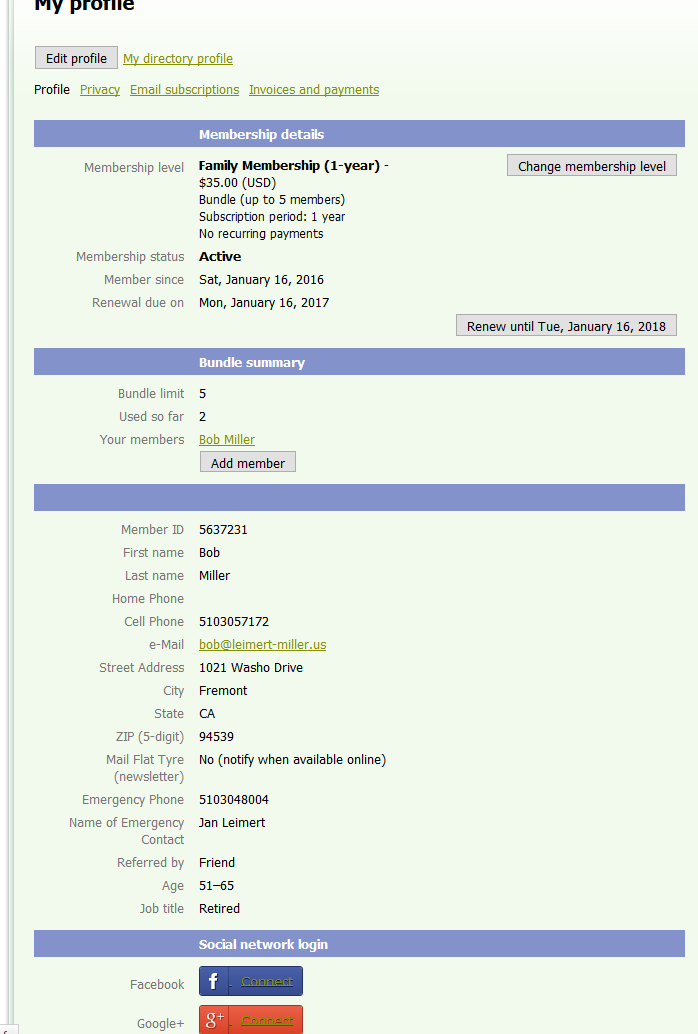 My profile
Edit profile My directory profile
Profile Privacy Email subscriptions Invoices and payments
Membership details
Membership level Family Membership (1-year) - Change membership level
$35.00 (USD)
Bundle (up to 5 members)
Subscription period: 1 year
No recurring payments
Membership status Active
Member since Sat, January 16, 2016
Renewal due on Mon, January 16, 2017
Renew until Tue, January 16, 2018
Bundle summary
Bundle limit 5
Used so far 2
Your members Bob Miller
Add member
Member ID 5637231
First name Bob
Last name Miller
Home Phone
Cell Phone 5103057172
e-Mail bob@leimert-miller.us
Street Address 1021 Washo Drive
City Fremont
State CA
ZIP (5-digit) 94539
Mail Flat Tyre No (notify when available online)
(newsletter)
Emergency Phone 5103048004
Name of Emergency Jan Leimert
Contact
Referred by Friend
Age 51–65
Job title Retired
Social network login
Facebook f Connect
Google+ g+ Connect